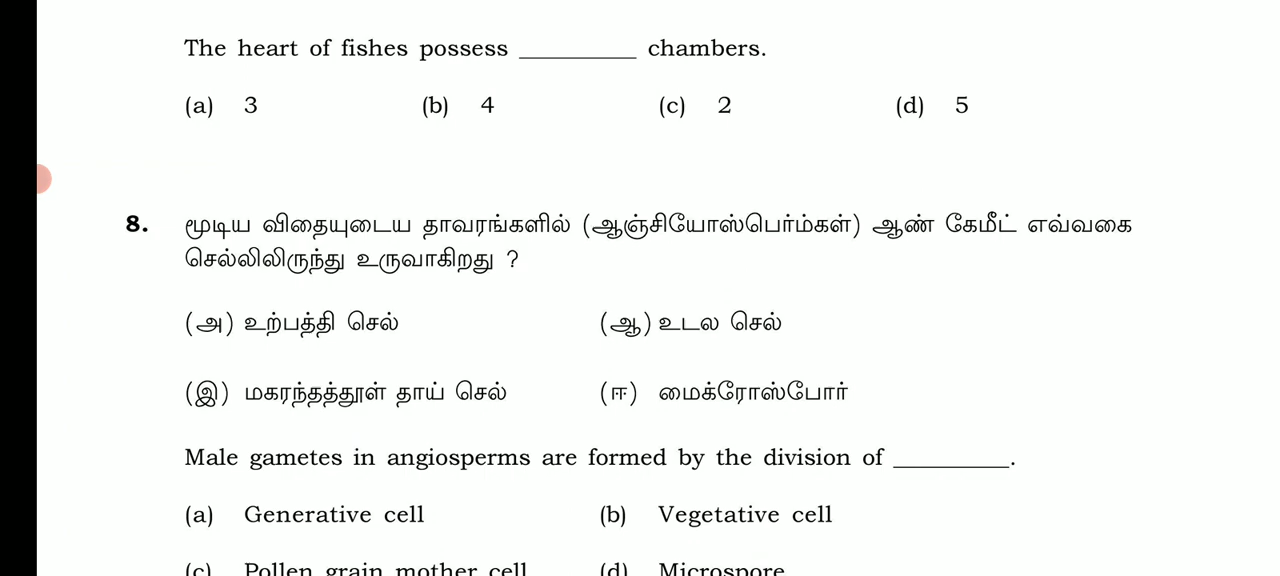 The heart of fishes possess __________ chambers.
(a) 3 (b) 4 (c) 2 (d) 5
8. மூடிய விதையுடைய தாவரங்களில் (ஆஞ்சியோஸ்பெர்ம்கள்) ஆண் கேமீட் எவ்வகை
செல்லிலிருந்து உருவாகிறது ?
(அ) உற்பத்தி செல் (ஆ) உடல செல்
(இ) மகரந்தத்தூள் தாய் செல் (ஈ) மைக்ரோஸ்போர்
Male gametes in angiosperms are formed by the division of __________.
(a) Generative cell (b) Vegetative cell
(c) Pollen grain mother cell (d) Microspore